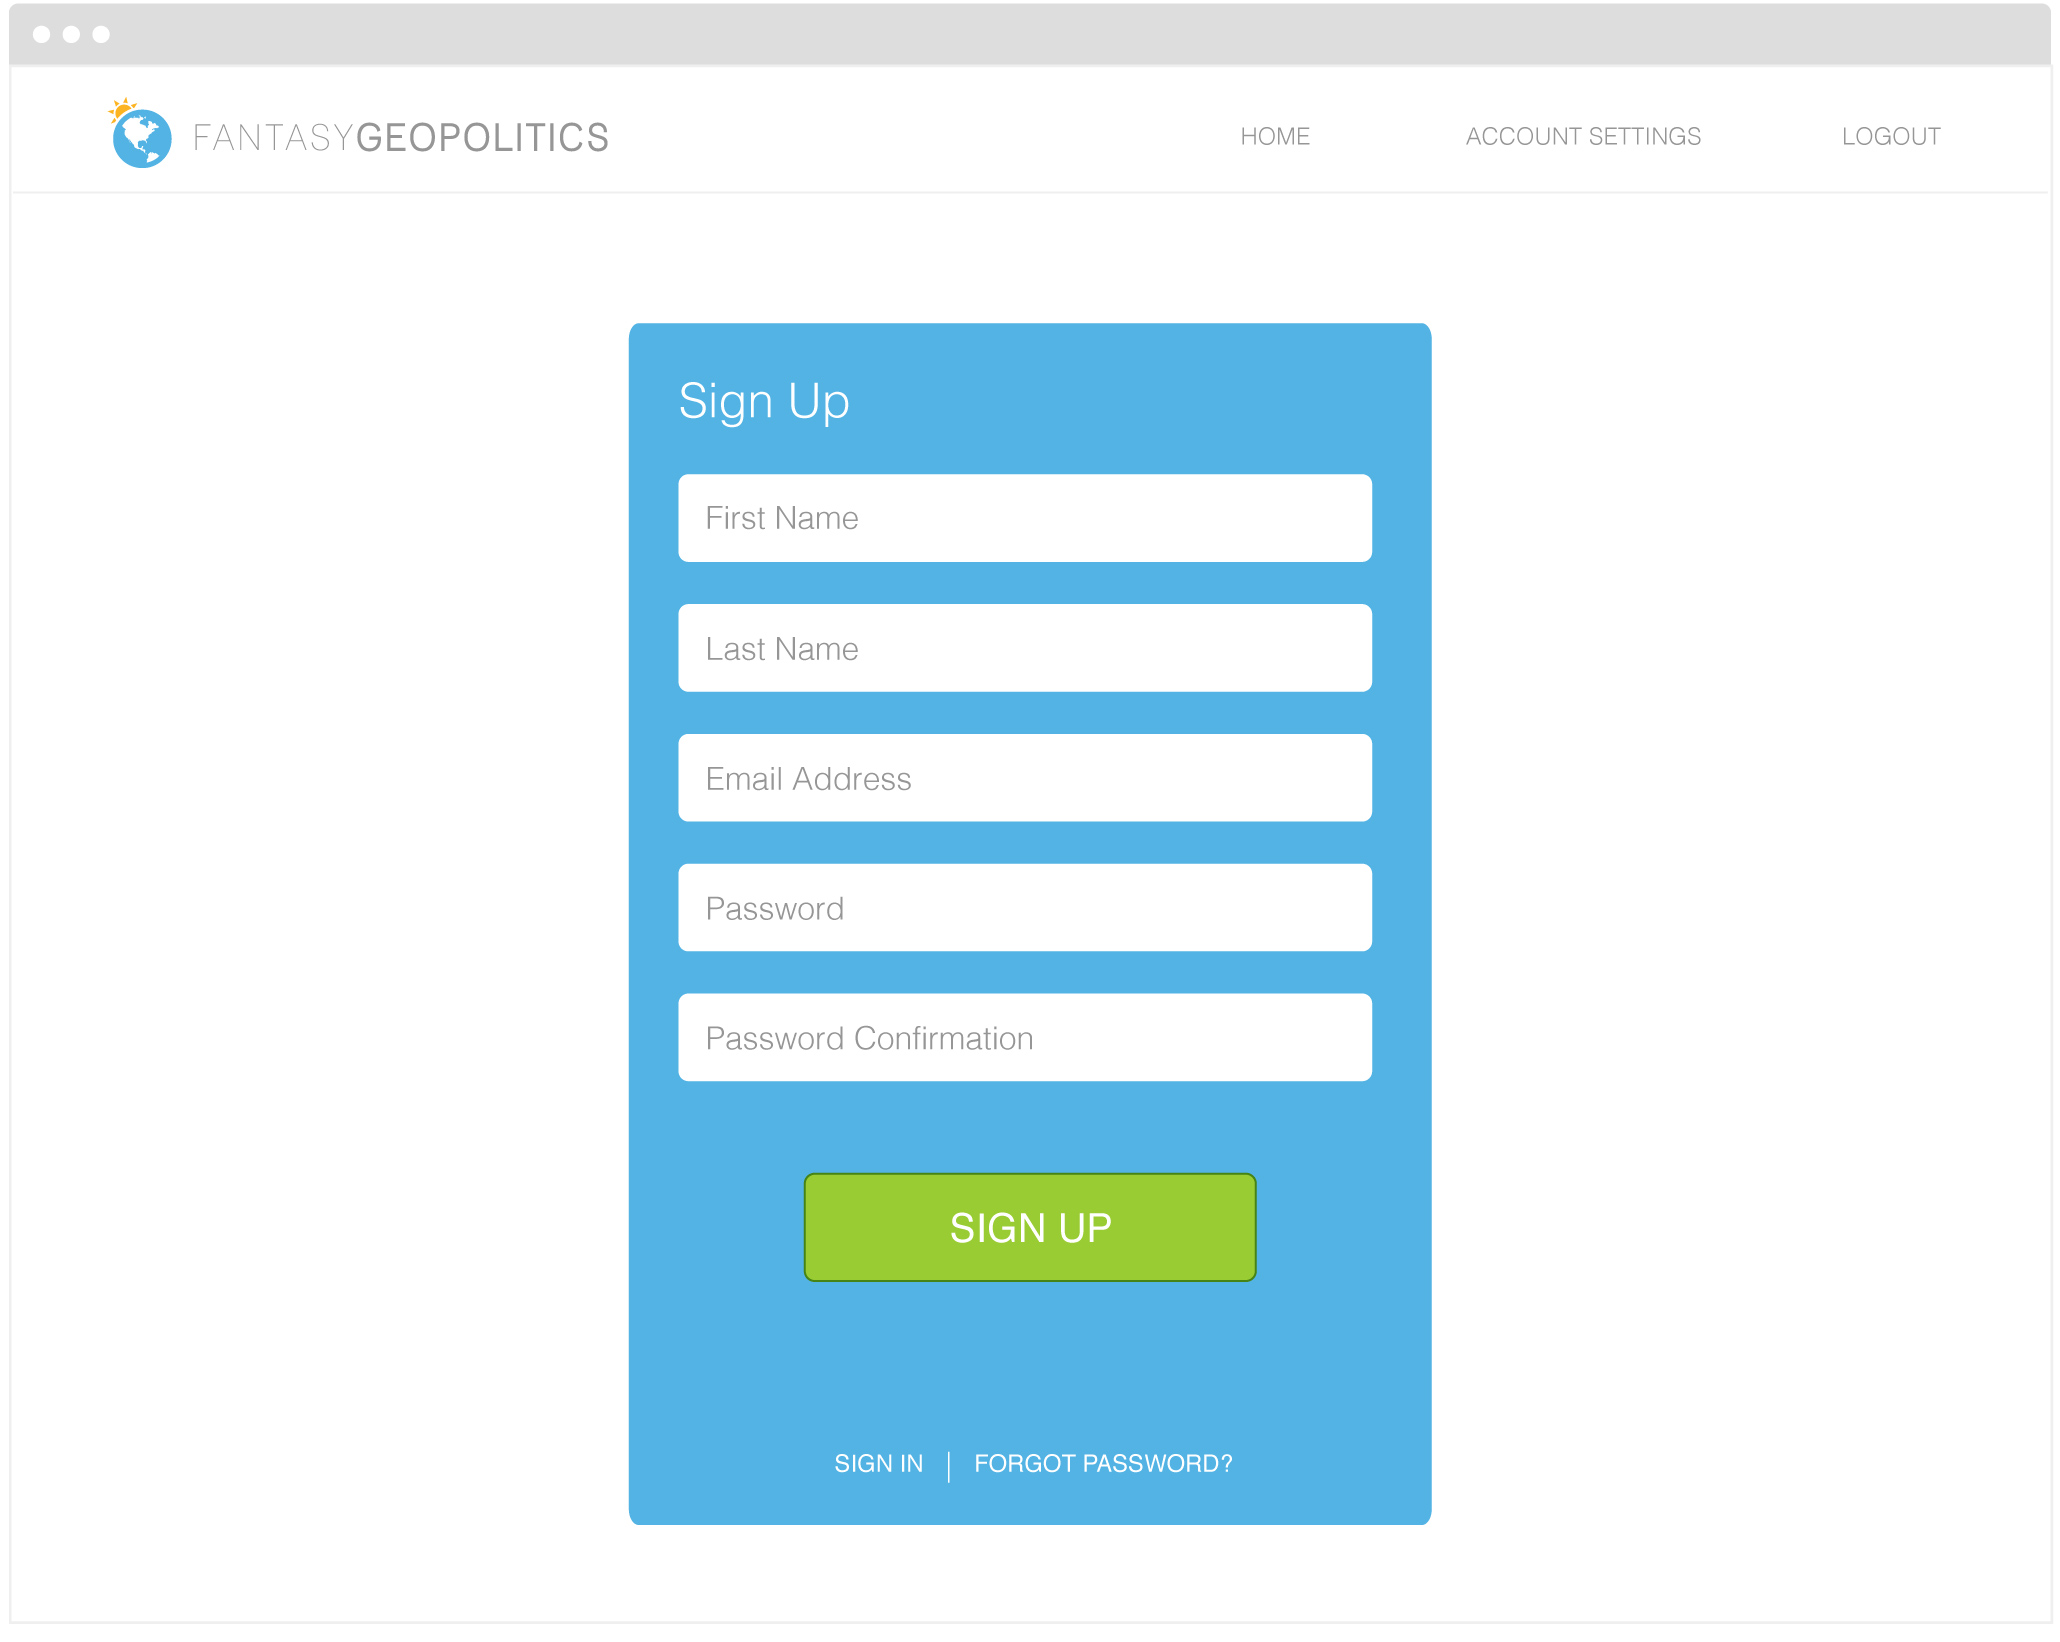 FANTASYGEOPOLITICS
HOME ACCOUNT SETTINGS LOGOUT
Sign Up
First Name
Last Name
Email Address
Password
Password Confirmation
SIGN UP
SIGN IN | FORGOT PASSWORD?